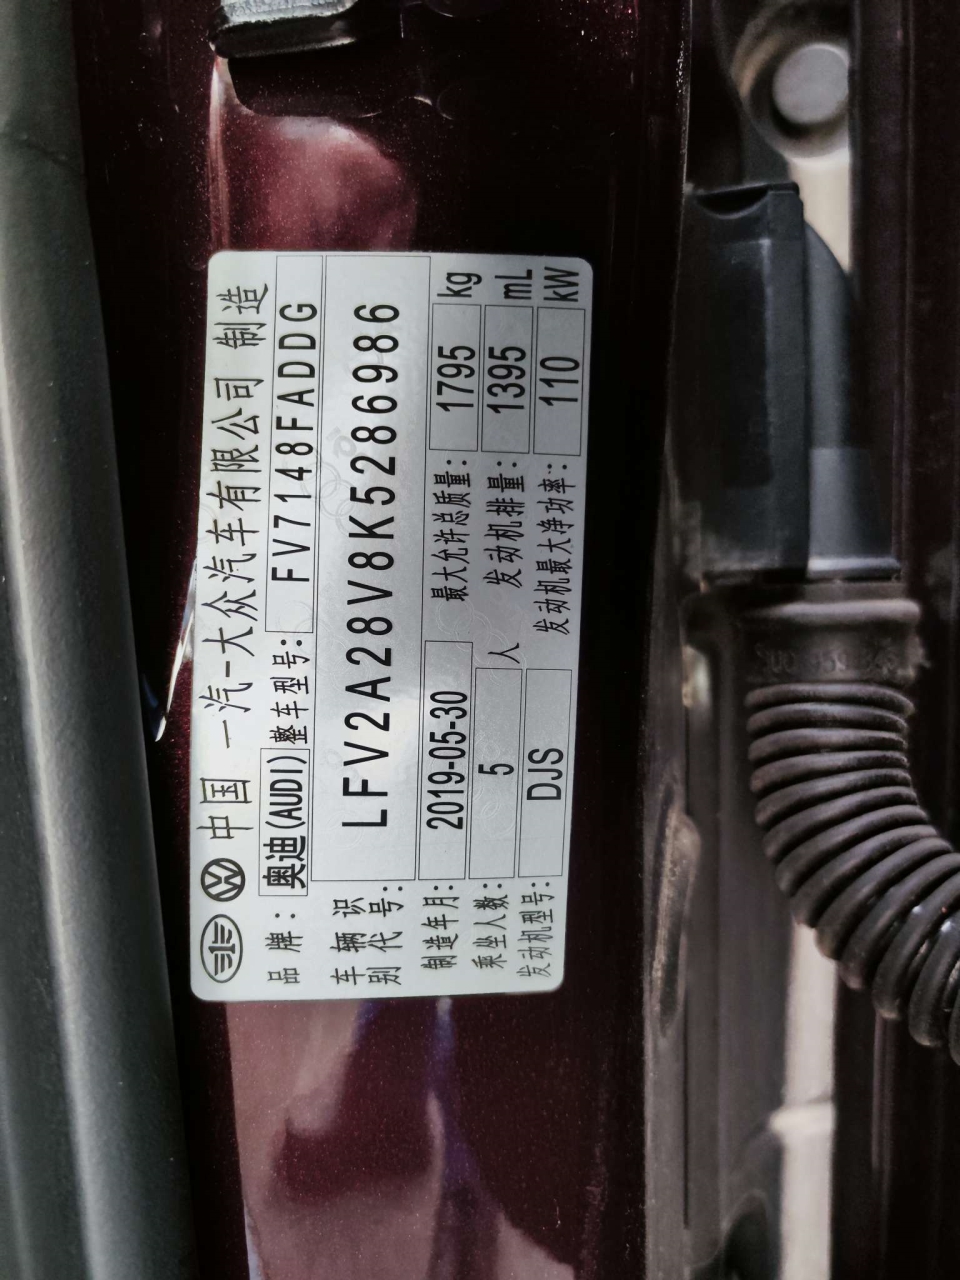 中国 一汽-大众汽车有限公司 制造
品牌: 奥迪(AUDI) 整车型号: FV7148FADDG
车辆识别代号: LFV2A28V8K5286986
制造年月: 2019-05-30 最大允许总质量: 1795 kg
乘坐人数: 5 人 发动机排量: 1395 mL
发动机型号: DJS 发动机最大净功率: 110 kW